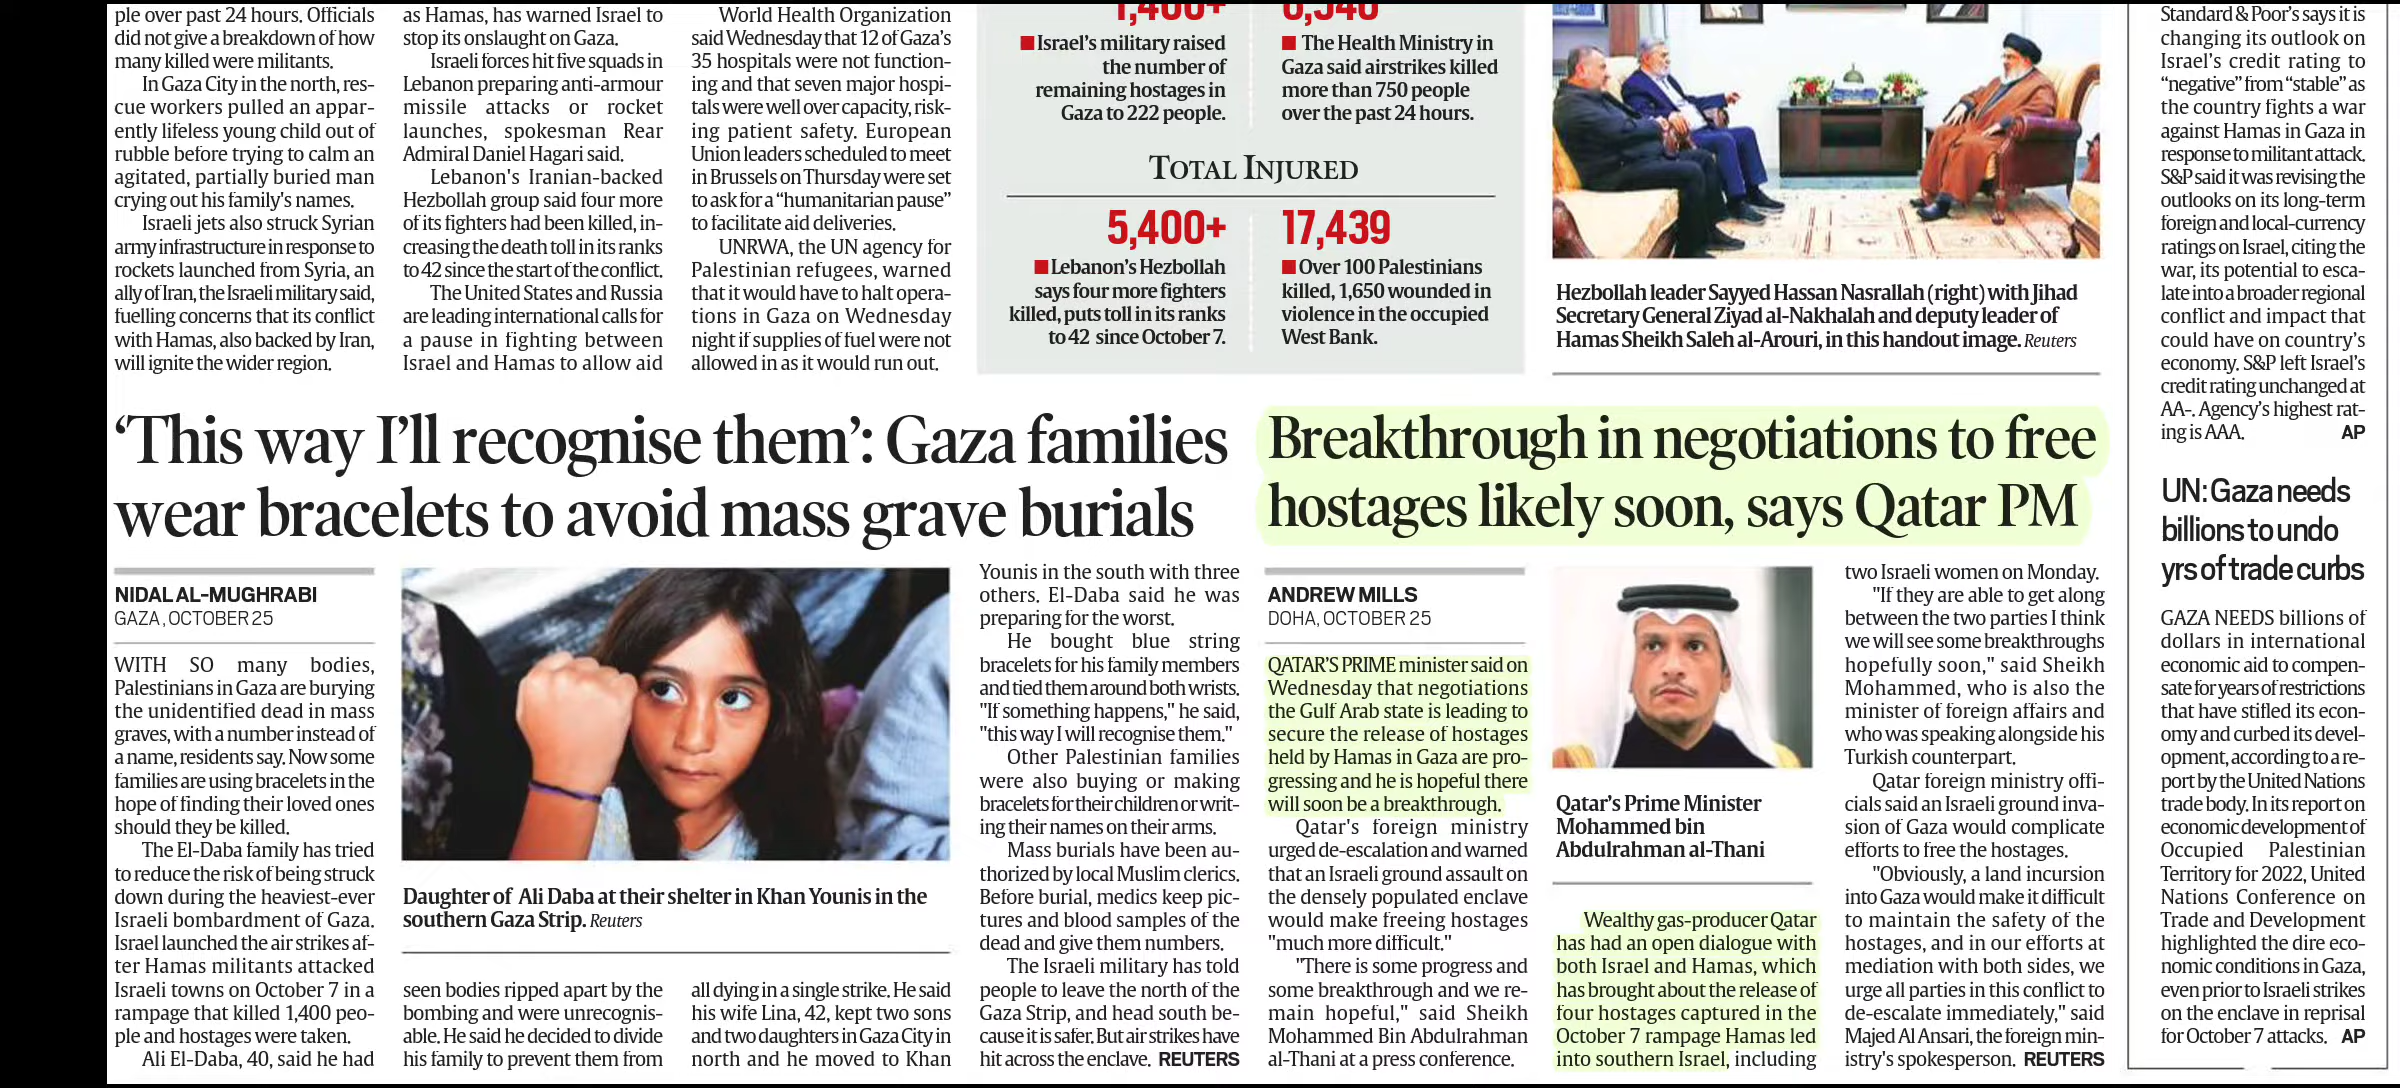 ple over past 24 hours. Officials
did not give a breakdown of how
many killed were militants.
In Gaza City in the north, res-
cue workers pulled an appar-
ently lifeless young child out of
rubble before trying to calm an
agitated, partially buried man
crying out his family's names.
Israeli jets also struck Syrian
army infrastructure in response to
rockets launched from Syria, an
ally of Iran, the Israeli military said,
fuelling concerns that its conflict
with Hamas, also backed by Iran,
will ignite the wider region.
as Hamas, has warned Israel to
stop its onslaught on Gaza.
Israeli forces hit five squads in
Lebanon preparing anti-armour
missile attacks or rocket
launches, spokesman Rear
Admiral Daniel Hagari said.
Lebanon's Iranian-backed
Hezbollah group said four more
of its fighters had been killed, in-
creasing the death toll in its ranks
to 42 since the start of the conflict.
The United States and Russia
are leading international calls for
a pause in fighting between
Israel and Hamas to allow aid
World Health Organization
said Wednesday that 12 of Gaza's
35 hospitals were not function-
ing and that seven major hospi-
tals were well over capacity, risk-
ing patient safety. European
Union leaders scheduled to meet
in Brussels on Thursday were set
to ask for a “humanitarian pause”
to facilitate aid deliveries.
UNRWA, the UN agency for
Palestinian refugees, warned
that it would have to halt opera-
tions in Gaza on Wednesday
night if supplies of fuel were not
allowed in as it would run out.
1,400+
Israel's military raised
the number of
remaining hostages in
Gaza to 222 people.
6,546
The Health Ministry in
Gaza said airstrikes killed
more than 750 people
over the past 24 hours.
TOTAL INJURED
5,400+
Lebanon's Hezbollah
says four more fighters
killed, puts toll in its ranks
to 42 since October 7.
17,439
Over 100 Palestinians
killed, 1,650 wounded in
violence in the occupied
West Bank.
Hezbollah leader Sayyed Hassan Nasrallah (right) with Jihad
Secretary General Ziyad al-Nakhalah and deputy leader of
Hamas Sheikh Saleh al-Arouri, in this handout image. Reuters
Standard & Poor's says it is
changing its outlook on
Israel's credit rating to
“negative” from “stable” as
the country fights a war
against Hamas in Gaza in
response to militant attack.
S&P said it was revising the
outlooks on its long-term
foreign and local-currency
ratings on Israel, citing the
war, its potential to esca-
late into a broader regional
conflict and impact that
could have on country's
economy. S&P left Israel's
credit rating unchanged at
AA-. Agency's highest rat-
ing is AAA. AP
‘This way I'll recognise them’: Gaza families
wear bracelets to avoid mass grave burials
NIDAL AL-MUGHRABI
GAZA, OCTOBER 25
WITH SO many bodies,
Palestinians in Gaza are burying
the unidentified dead in mass
graves, with a number instead of
a name, residents say. Now some
families are using bracelets in the
hope of finding their loved ones
should they be killed.
The El-Daba family has tried
to reduce the risk of being struck
down during the heaviest-ever
Israeli bombardment of Gaza.
Israel launched the air strikes af-
ter Hamas militants attacked
Israeli towns on October 7 in a
rampage that killed 1,400 peo-
ple and hostages were taken.
Ali El-Daba, 40, said he had
Daughter of Ali Daba at their shelter in Khan Younis in the
southern Gaza Strip. Reuters
seen bodies ripped apart by the
bombing and were unrecognis-
able. He said he decided to divide
his family to prevent them from
all dying in a single strike. He said
his wife Lina, 42, kept two sons
and two daughters in Gaza City in
north and he moved to Khan
Younis in the south with three
others. El-Daba said he was
preparing for the worst.
He bought blue string
bracelets for his family members
and tied them around both wrists.
"If something happens," he said,
"this way I will recognise them."
Other Palestinian families
were also buying or making
bracelets for their children or writ-
ing their names on their arms.
Mass burials have been au-
thorized by local Muslim clerics.
Before burial, medics keep pic-
tures and blood samples of the
dead and give them numbers.
The Israeli military has told
people to leave the north of the
Gaza Strip, and head south be-
cause it is safer. But air strikes have
hit across the enclave. REUTERS
Breakthrough in negotiations to free
hostages likely soon, says Qatar PM
ANDREW MILLS
DOHA, OCTOBER 25
QATAR'S PRIME minister said on
Wednesday that negotiations
the Gulf Arab state is leading to
secure the release of hostages
held by Hamas in Gaza are pro-
gressing and he is hopeful there
will soon be a breakthrough.
Qatar's foreign ministry
urged de-escalation and warned
that an Israeli ground assault on
the densely populated enclave
would make freeing hostages
"much more difficult."
"There is some progress and
some breakthrough and we re-
main hopeful," said Sheikh
Mohammed Bin Abdulrahman
al-Thani at a press conference.
Qatar's Prime Minister
Mohammed bin
Abdulrahman al-Thani
Wealthy gas-producer Qatar
has had an open dialogue with
both Israel and Hamas, which
has brought about the release of
four hostages captured in the
October 7 rampage Hamas led
into southern Israel, including
two Israeli women on Monday.
"If they are able to get along
between the two parties I think
we will see some breakthroughs
hopefully soon," said Sheikh
Mohammed, who is also the
minister of foreign affairs and
who was speaking alongside his
Turkish counterpart.
Qatar foreign ministry offi-
cials said an Israeli ground inva-
sion of Gaza would complicate
efforts to free the hostages.
"Obviously, a land incursion
into Gaza would make it difficult
to maintain the safety of the
hostages, and in our efforts at
mediation with both sides, we
urge all parties in this conflict to
de-escalate immediately," said
Majed Al Ansari, the foreign min-
istry's spokesperson. REUTERS
UN: Gaza needs
billions to undo
yrs of trade curbs
GAZA NEEDS billions of
dollars in international
economic aid to compen-
sate for years of restrictions
that have stifled its econ-
omy and curbed its devel-
opment, according to a re-
port by the United Nations
trade body. In its report on
economic development of
Occupied Palestinian
Territory for 2022, United
Nations Conference on
Trade and Development
highlighted the dire eco-
nomic conditions in Gaza,
even prior to Israeli strikes
on the enclave in reprisal
for October 7 attacks. AP